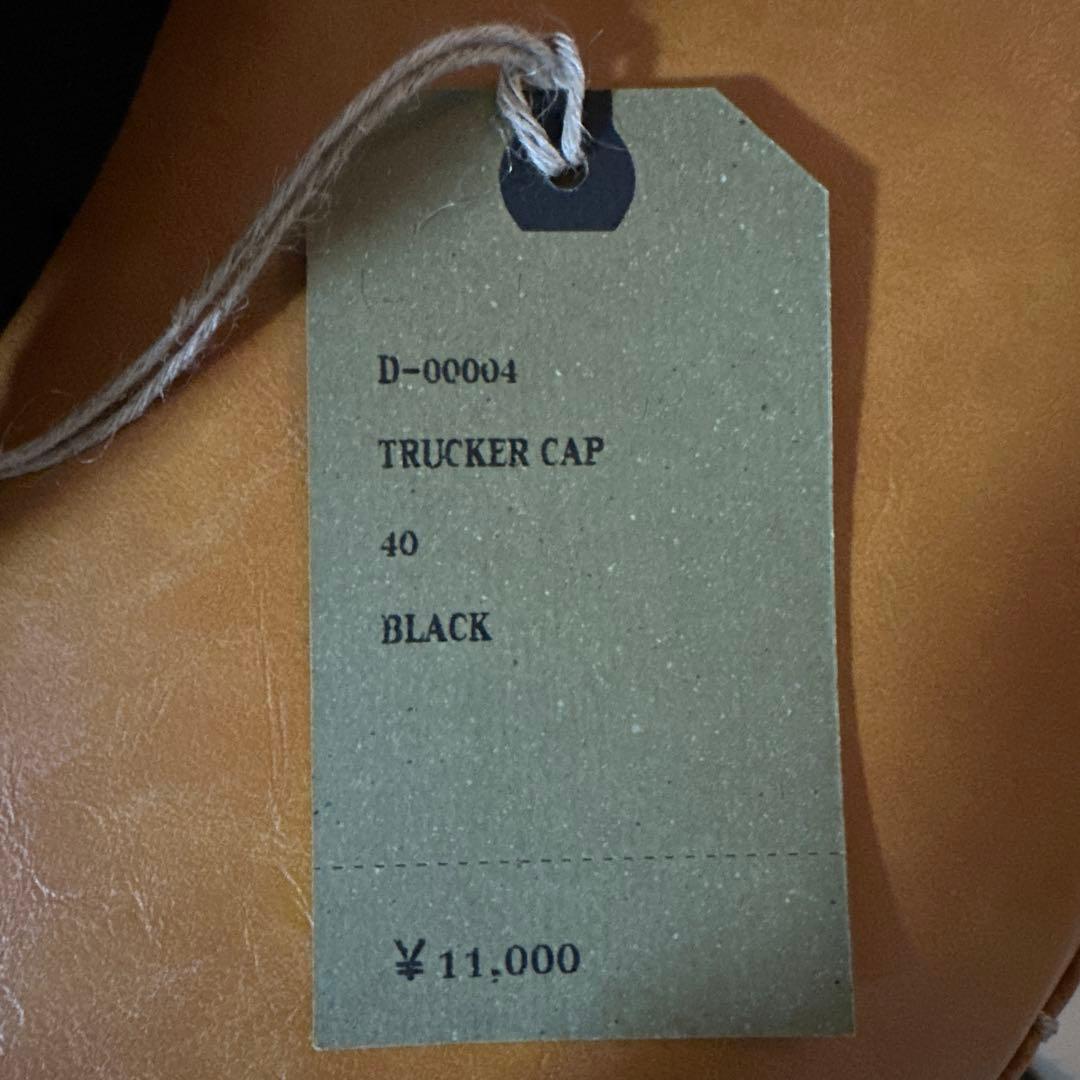 D-00004
TRUCKER CAP
40
BLACK
¥11,000